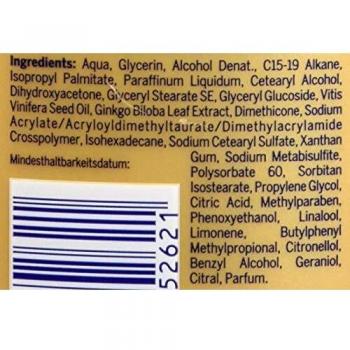 Ingredients: Aqua, Glycerin, Alcohol Denat., C15-19 Alkane,
Isopropyl Palmitate, Paraffinum Liquidum, Cetearyl Alcohol,
Dihydroxyacetone, Glyceryl Stearate SE, Glyceryl Glucoside, Vitis
Vinifera Seed Oil, Ginkgo Biloba Leaf Extract, Dimethicone, Sodium
Acrylate/Acryloyldimethyltaurate/Dimethylacrylamide
Crosspolymer, Isohexadecane, Sodium Cetearyl Sulfate, Xanthan
Gum, Sodium Metabisulfite,
Mindesthaltbarkeitsdatum:
Polysorbate 60, Sorbitan
Isostearate, Propylene Glycol,
Citric Acid, Methylparaben,
Phenoxyethanol, Linalool,
Limonene, Butylphenyl
Methylpropional, Citronellol,
Benzyl Alcohol, Geraniol,
Citral, Parfum.
52621